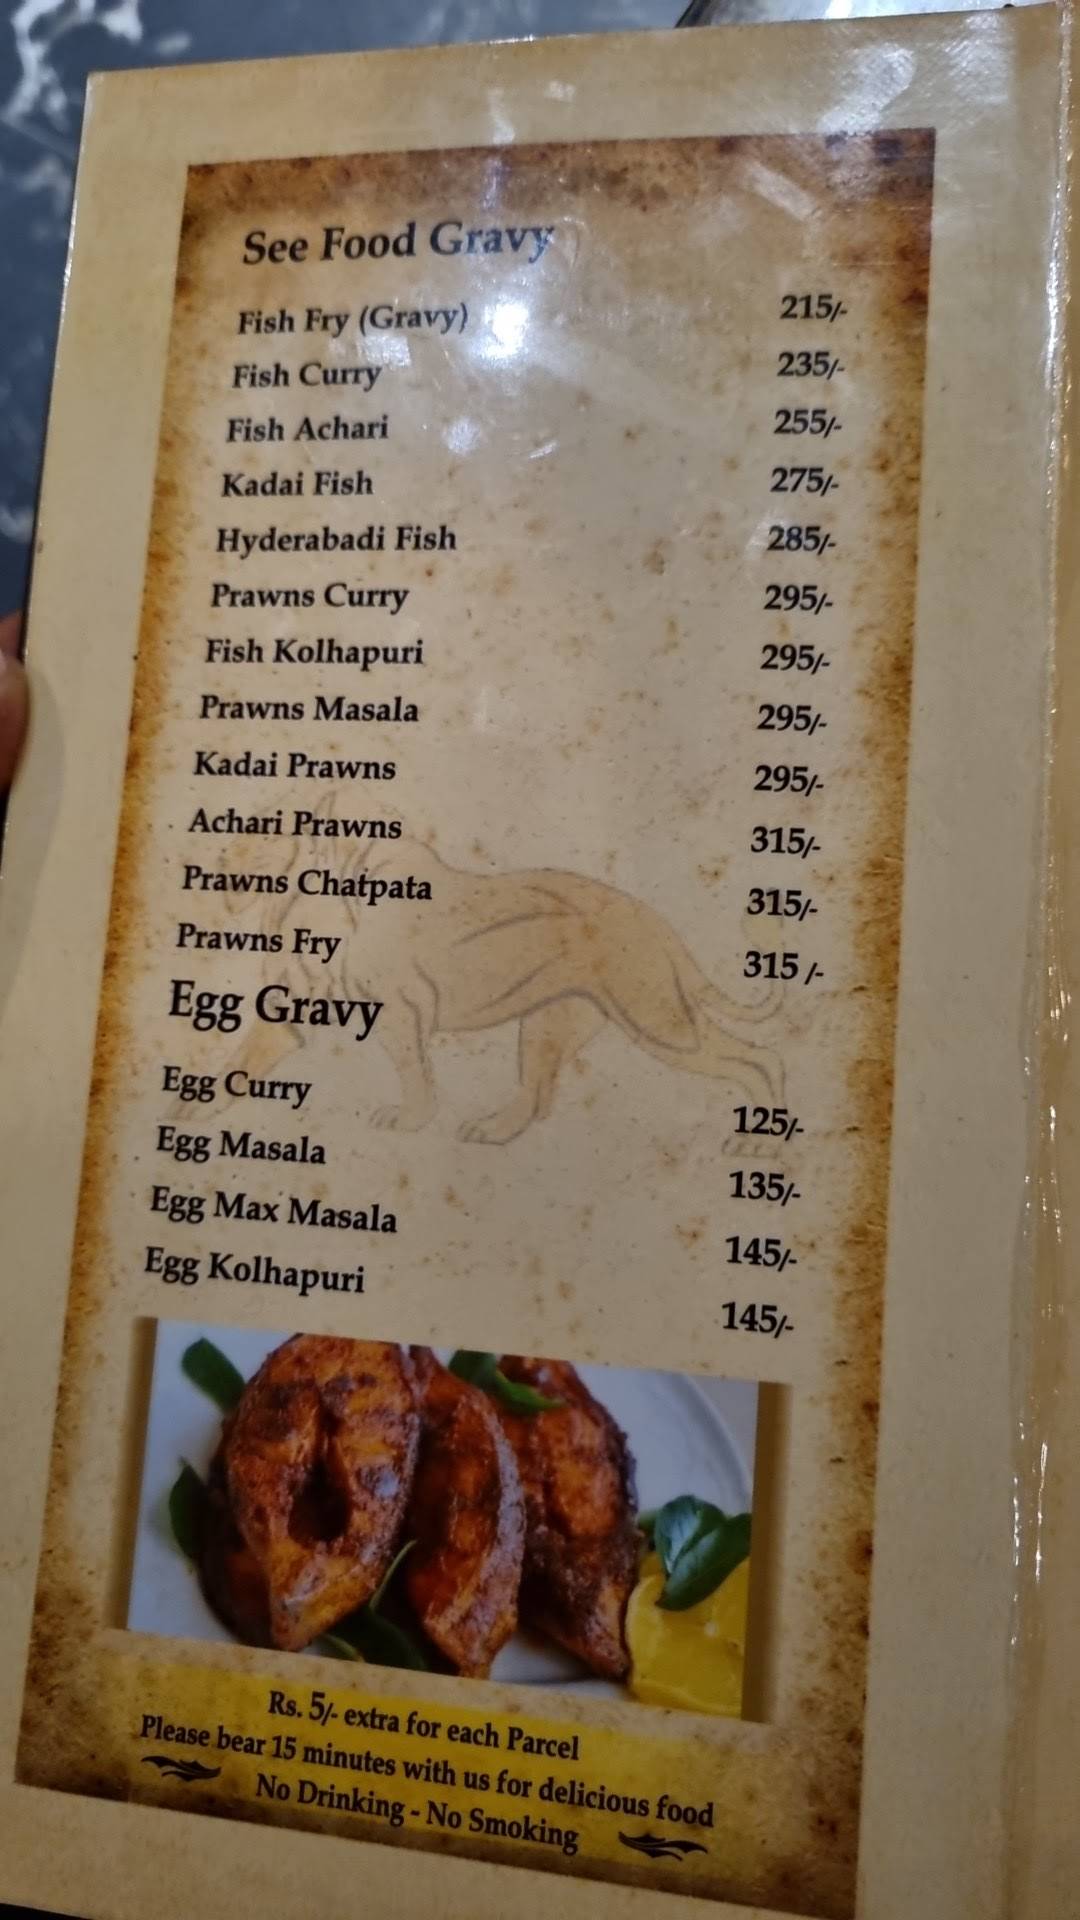 See Food Gravy
Fish Fry (Gravy) 215/-
Fish Curry 235/-
Fish Achari 255/-
Kadai Fish 275/-
Hyderabadi Fish 285/-
Prawns Curry 295/-
Fish Kolhapuri 295/-
Prawns Masala 295/-
Kadai Prawns 295/-
Achari Prawns 315/-
Prawns Chatpata 315/-
Prawns Fry 315 /-
Egg Gravy
Egg Curry 125/-
Egg Masala 135/-
Egg Max Masala 145/-
Egg Kolhapuri 145/-
Rs. 5/- extra for each Parcel
Please bear 15 minutes with us for delicious food
No Drinking - No Smoking